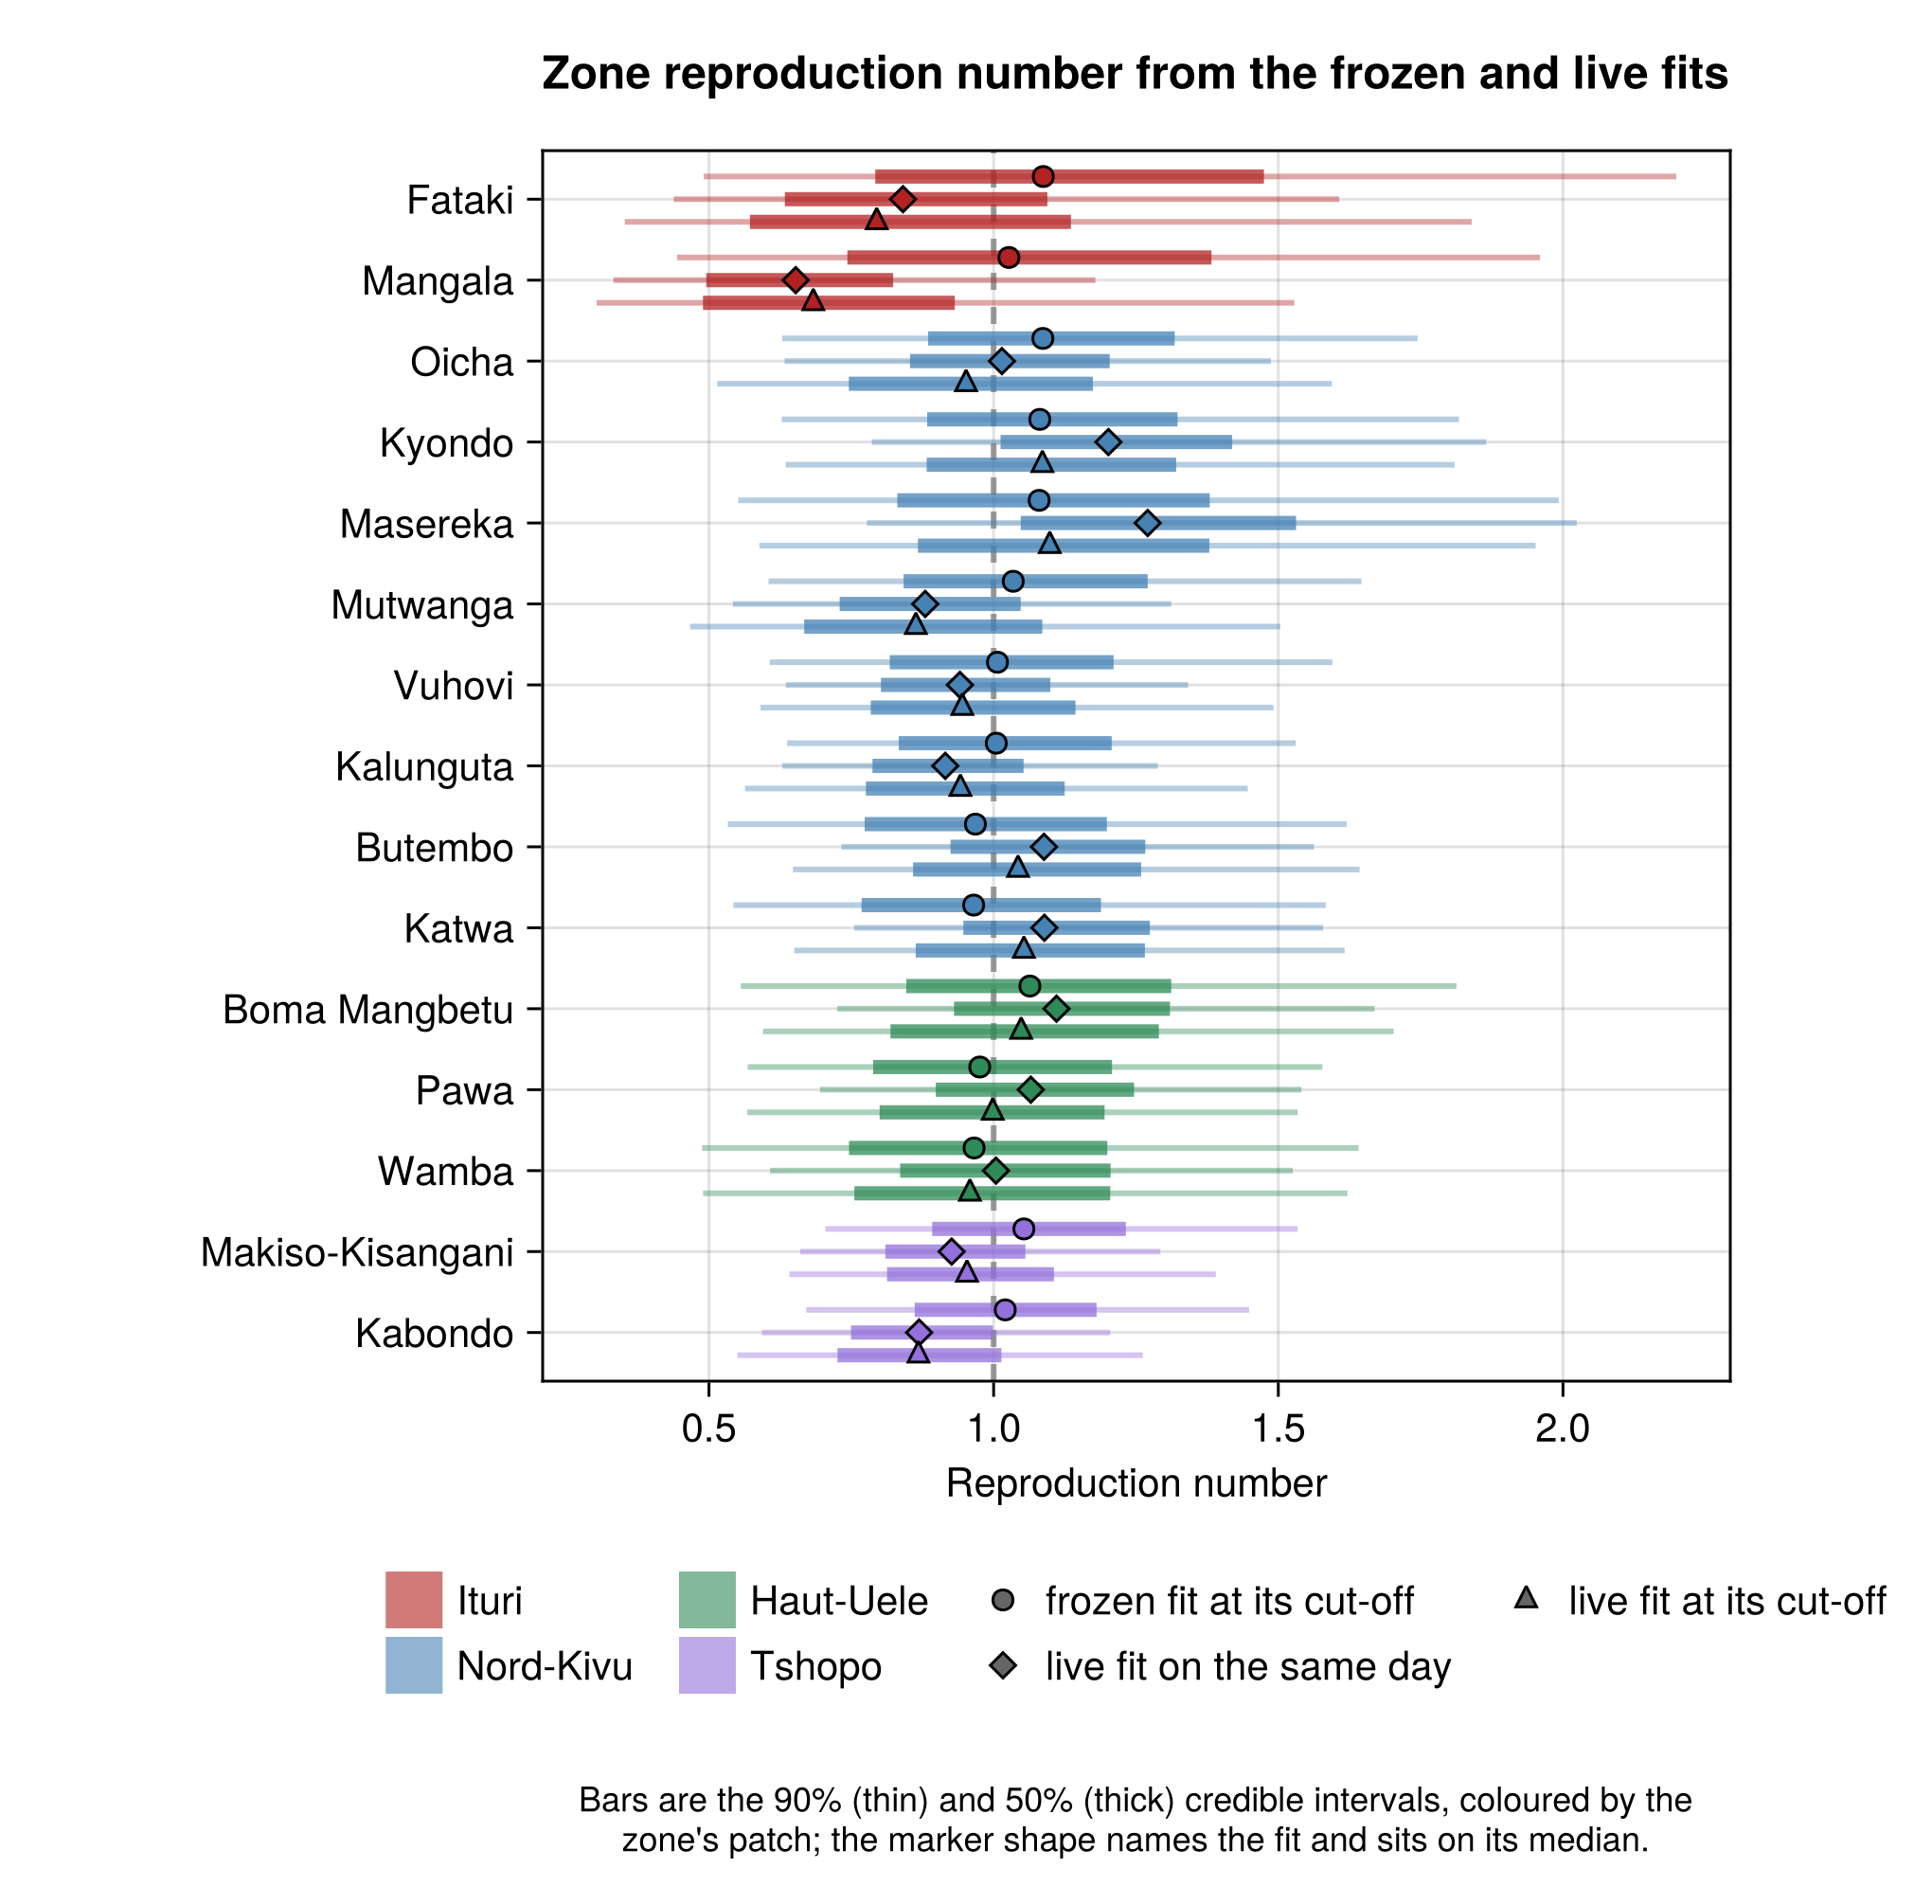 Zone reproduction number from the frozen and live fits
Fataki
Mangala
Oicha
Kyondo
Masereka
Mutwanga
Vuhovi
Kalunguta
Butembo
Katwa
Boma Mangbetu
Pawa
Wamba
Makiso-Kisangani
Kabondo
0.5 1.0 1.5 2.0
Reproduction number
Ituri Haut-Uele frozen fit at its cut-off live fit at its cut-off
Nord-Kivu Tshopo live fit on the same day
Bars are the 90% (thin) and 50% (thick) credible intervals, coloured by the
zone's patch; the marker shape names the fit and sits on its median.